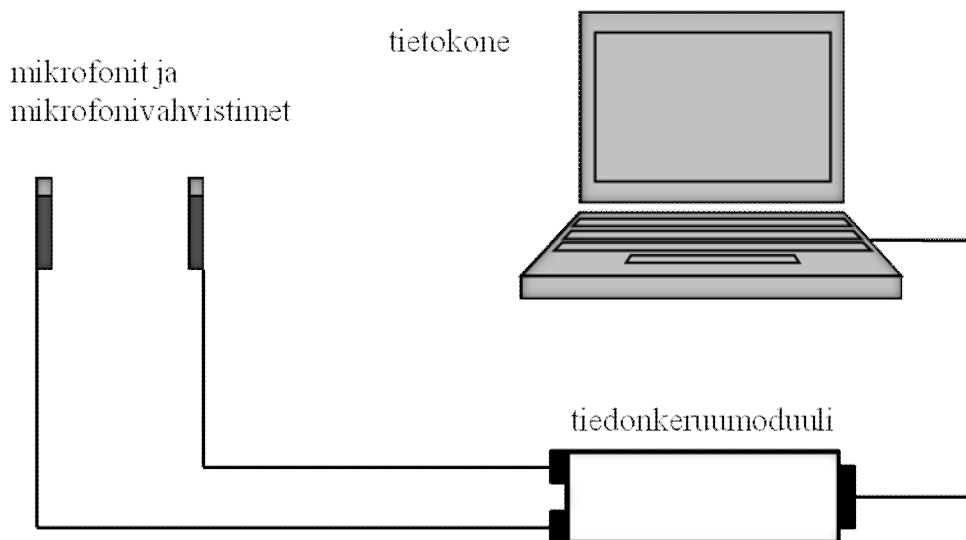 tietokone
mikrofonit ja
mikrofonivahvistimet
tiedonkeruumoduuli